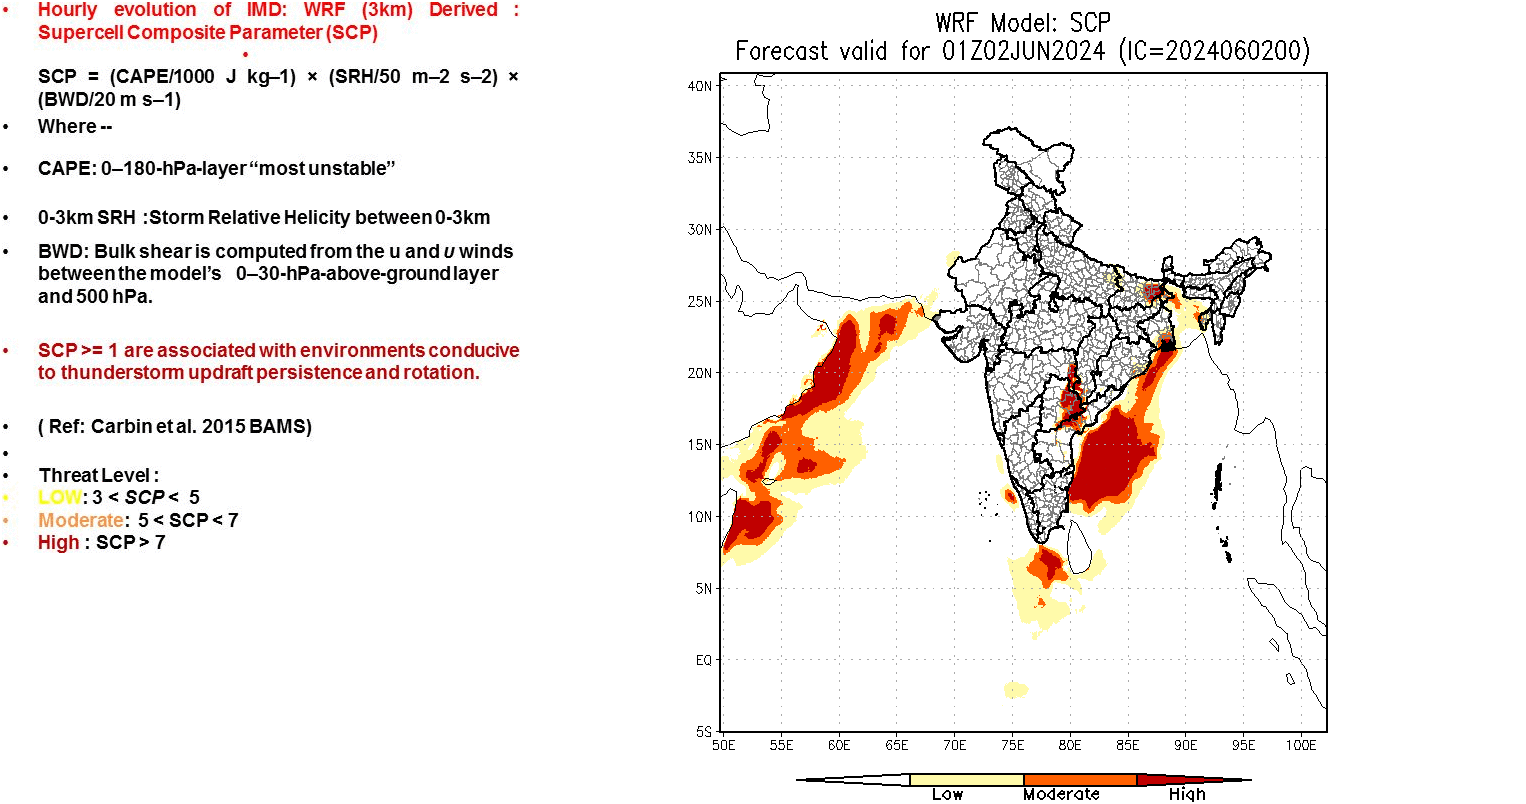 • Hourly evolution of IMD: WRF (3km) Derived :
Supercell Composite Parameter (SCP)
•
SCP = (CAPE/1000 J kg–1) × (SRH/50 m–2 s–2) ×
(BWD/20 m s–1)
• Where --
• CAPE: 0–180-hPa-layer “most unstable”
• 0-3km SRH :Storm Relative Helicity between 0-3km
• BWD: Bulk shear is computed from the u and υ winds
between the model’s 0–30-hPa-above-ground layer
and 500 hPa.
• SCP >= 1 are associated with environments conducive
to thunderstorm updraft persistence and rotation.
• ( Ref: Carbin et al. 2015 BAMS)
•
• Threat Level :
• LOW: 3 < SCP < 5
• Moderate: 5 < SCP < 7
• High : SCP > 7
WRF Model: SCP
Forecast valid for 01Z02JUN2024 (IC=2024060200)
40N
35N
30N
25N
20N
15N
10N
5N
EQ
5S
50E 55E 60E 65E 70E 75E 80E 85E 90E 95E 100E
Low Moderate High